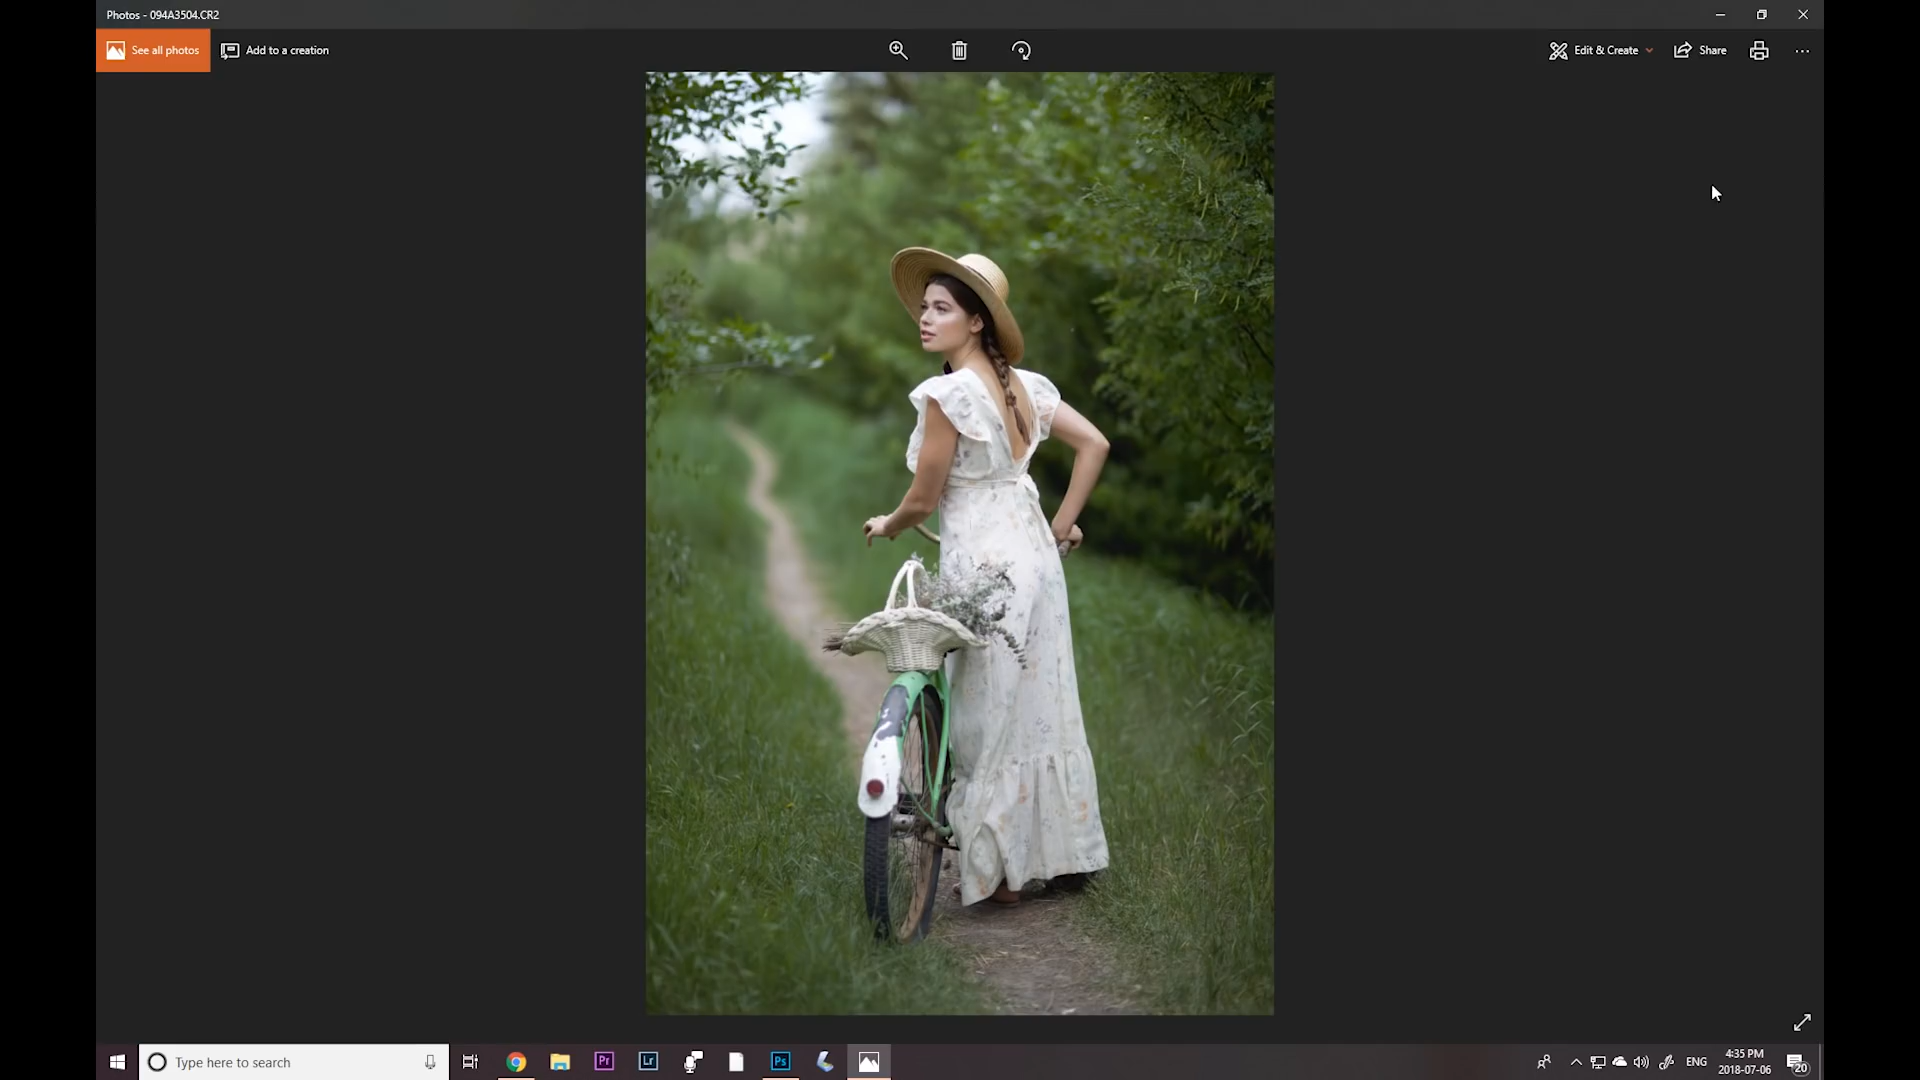 Photos - 094A3504.CR2
See all photos
Add to a creation
Edit & Create
Share
Type here to search
Pr
Lr
Ps
ENG
4:35 PM
2018-07-06
20